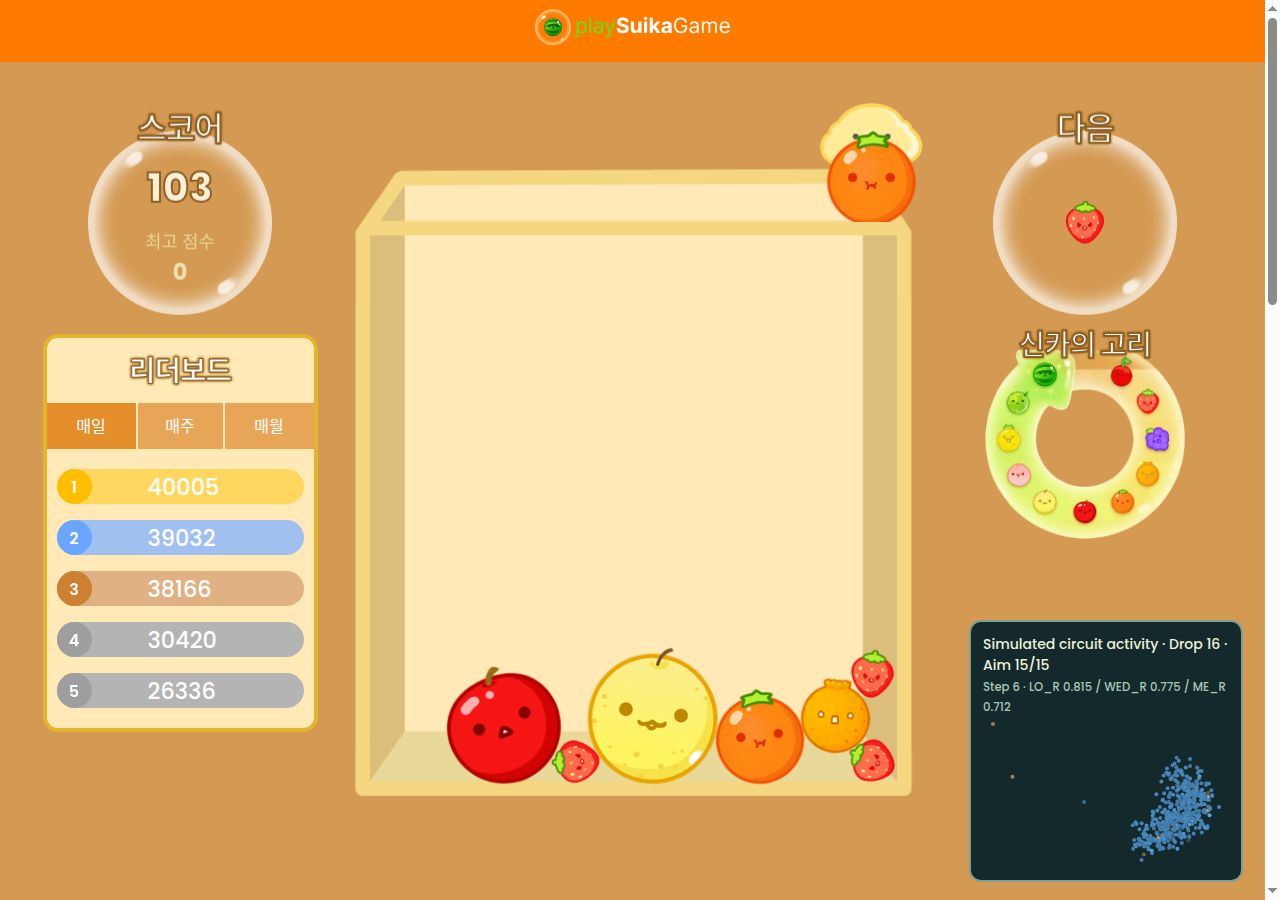 playSuikaGame
스코어
103
최고 점수
0
리더보드
매일
매주
매월
1 40005
2 39032
3 38166
4 30420
5 26336
다음
신카의 고리
Simulated circuit activity · Drop 16 ·
Aim 15/15
Step 6 · LO_R 0.815 / WED_R 0.775 / ME_R
0.712